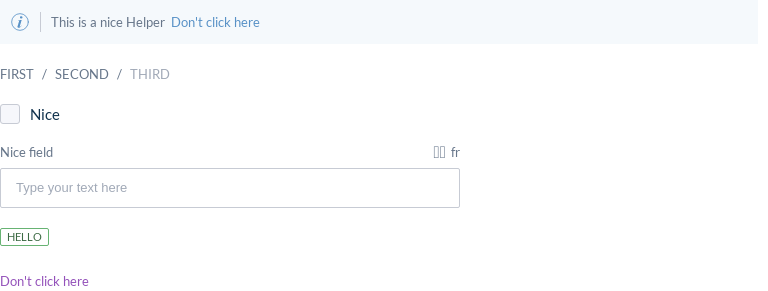 This is a nice Helper Don't click here
FIRST / SECOND / THIRD
Nice
Nice field fr
Type your text here
HELLO
Don't click here